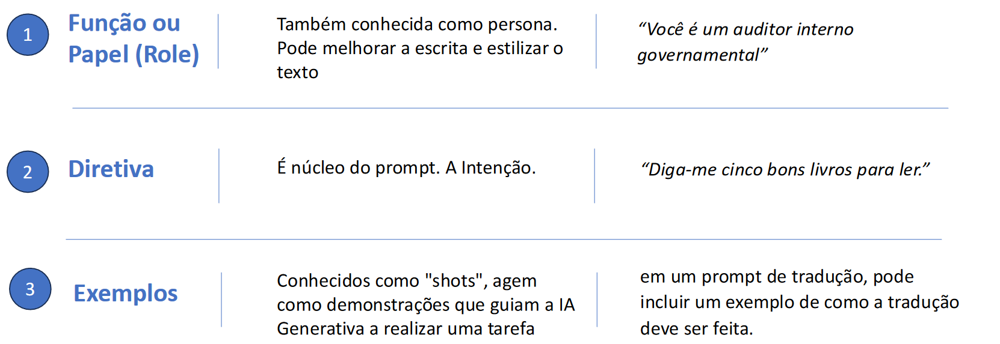 1
Função ou
Papel (Role)
Também conhecida como persona.
Pode melhorar a escrita e estilizar o
texto
“Você é um auditor interno
governamental”
2
Diretiva
É núcleo do prompt. A Intenção.
“Diga-me cinco bons livros para ler.”
3
Exemplos
Conhecidos como "shots", agem
como demonstrações que guiam a IA
Generativa a realizar uma tarefa
em um prompt de tradução, pode
incluir um exemplo de como a tradução
deve ser feita.